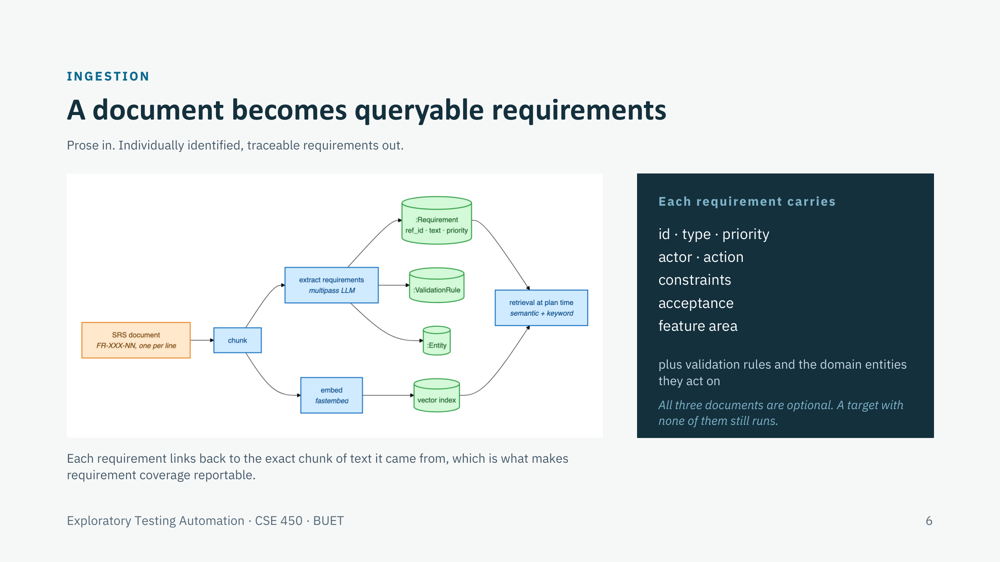 INGESTION
A document becomes queryable requirements
Prose in. Individually identified, traceable requirements out.
SRS document
FR-XXX-NN, one per line
chunk
extract requirements
multipass LLM
embed
fastembed
:Requirement
ref_id · text · priority
:ValidationRule
:Entity
vector index
retrieval at plan time
semantic + keyword
Each requirement carries
id · type · priority
actor · action
constraints
acceptance
feature area
plus validation rules and the domain entities
they act on
All three documents are optional. A target with
none of them still runs.
Each requirement links back to the exact chunk of text it came from, which is what makes
requirement coverage reportable.
Exploratory Testing Automation · CSE 450 · BUET
6